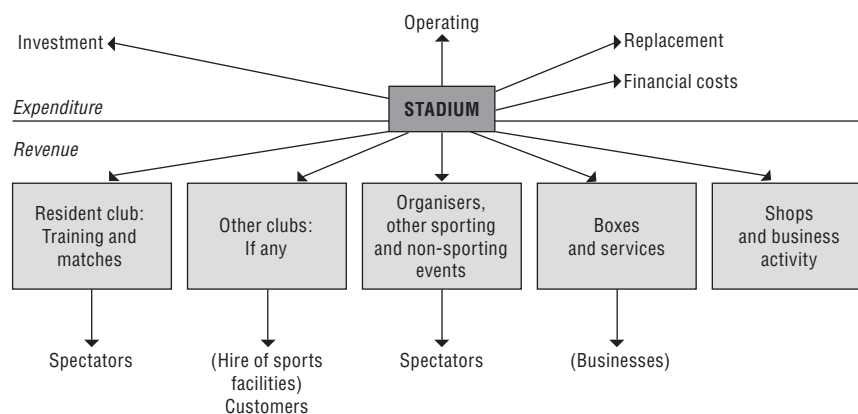 Operating
Investment
Replacement
Financial costs
STADIUM
Expenditure
Revenue
Resident club:
Training and
matches
Other clubs:
If any
Organisers,
other sporting
and non-sporting
events
Boxes
and services
Shops
and business
activity
Spectators
(Hire of sports
facilities)
Customers
Spectators
(Businesses)